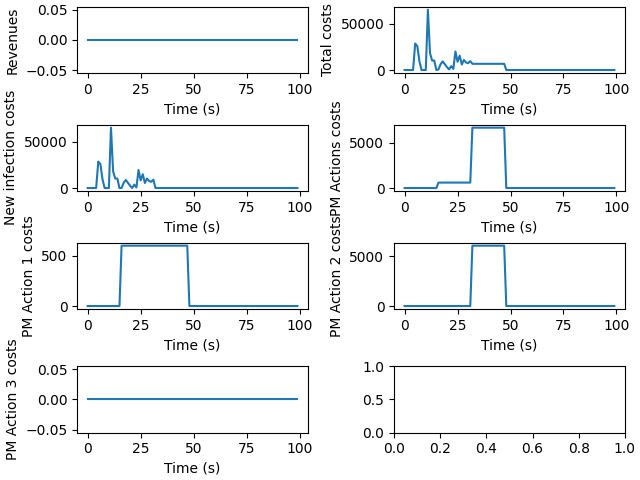 Revenues
0.05
0.00
−0.05
0 25 50 75 100
Time (s)
Total costs
50000
0
0 25 50 75 100
Time (s)
New infection costs
50000
0
0 25 50 75 100
Time (s)
PM Actions costs
5000
0
0 25 50 75 100
Time (s)
PM Action 1 costs
500
0
0 25 50 75 100
Time (s)
PM Action 2 costs
5000
0
0 25 50 75 100
Time (s)
PM Action 3 costs
0.05
0.00
−0.05
0 25 50 75 100
Time (s)
1.0
0.5
0.0
0.0 0.2 0.4 0.6 0.8 1.0